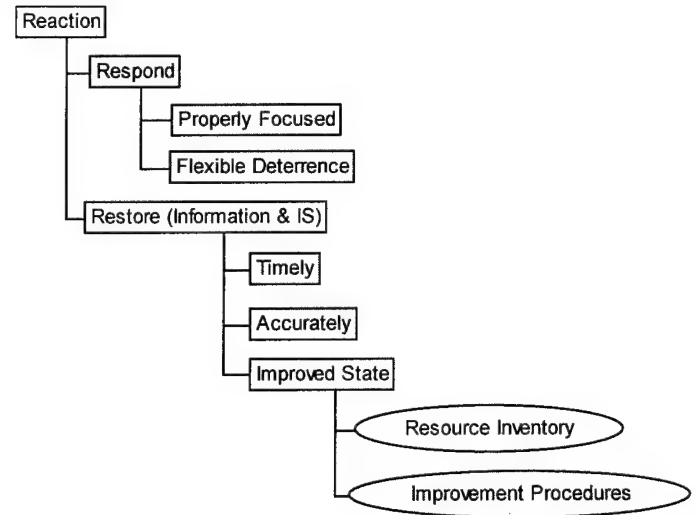 Reaction
Respond
Properly Focused
Flexible Deterrence
Restore (Information & IS)
Timely
Accurately
Improved State
Resource Inventory
Improvement Procedures